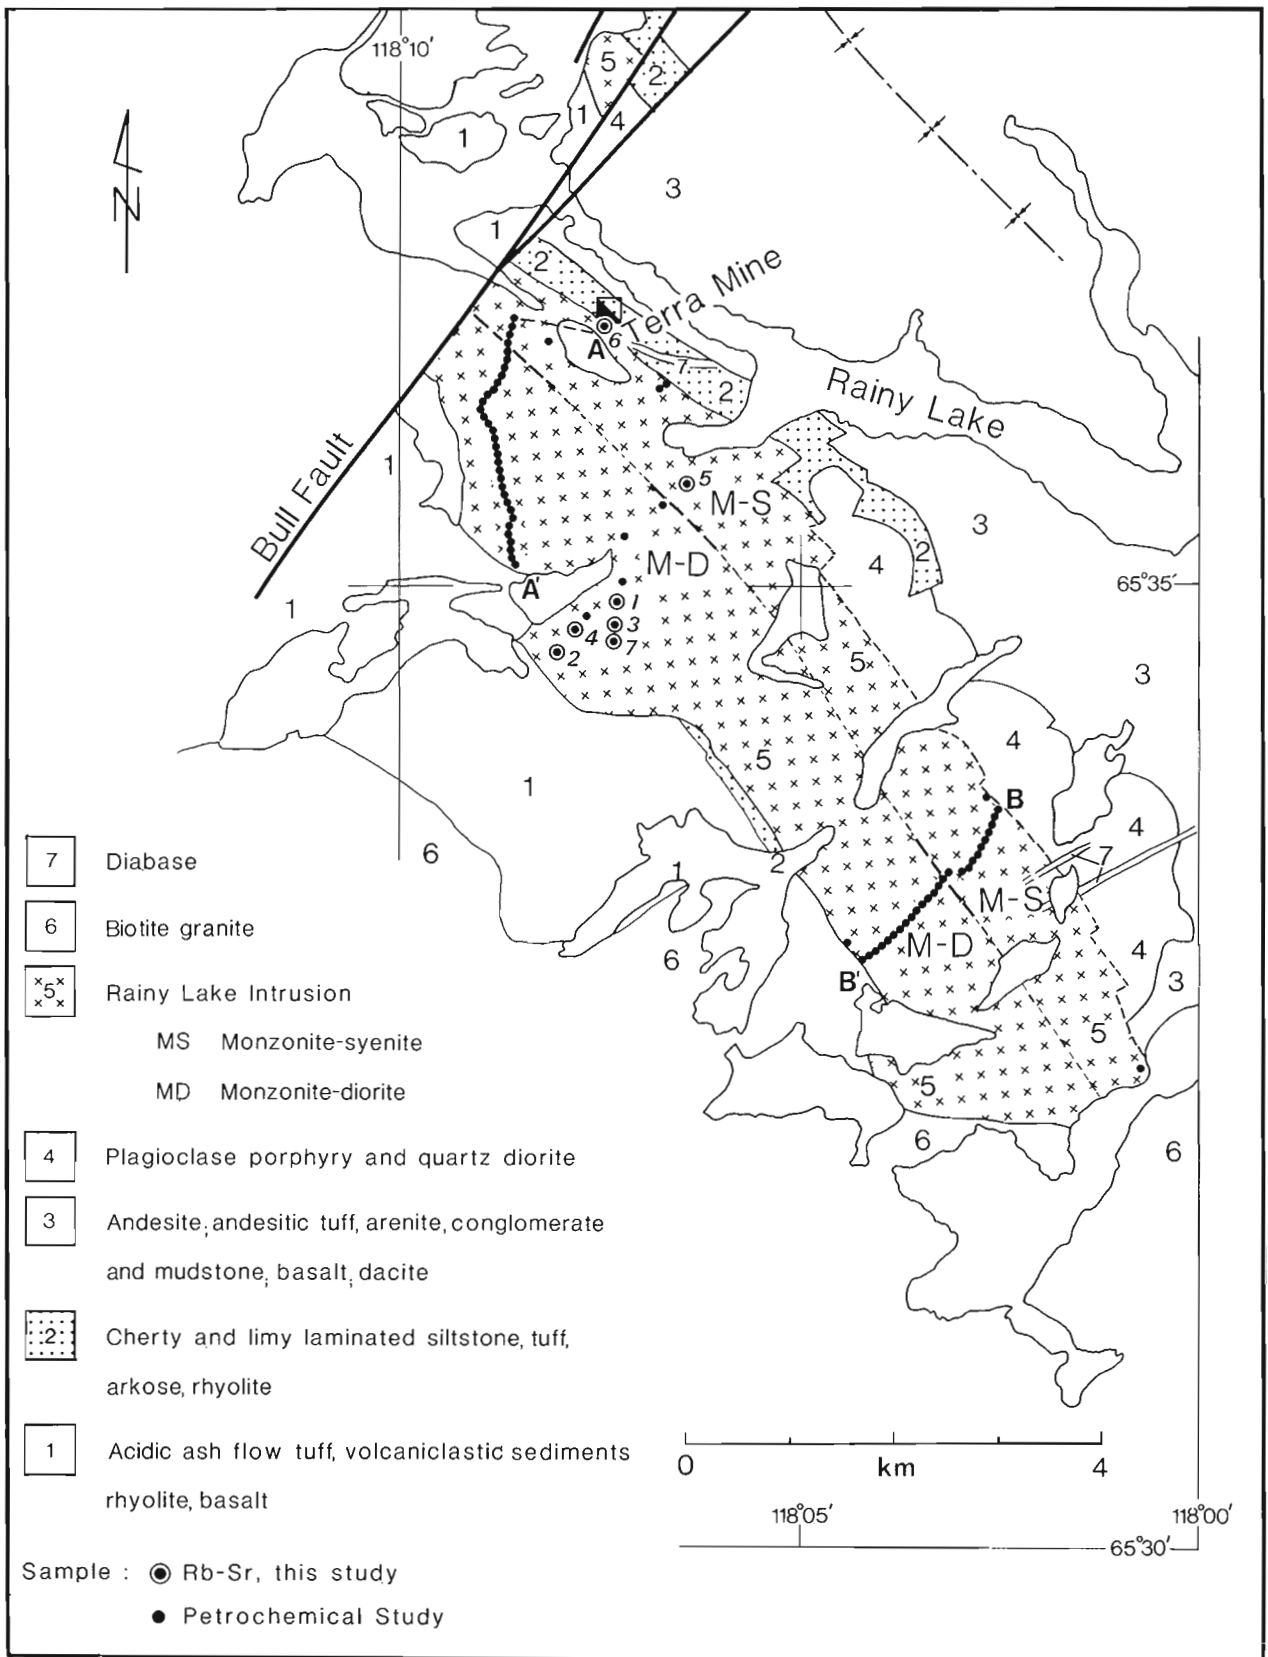 118°10′
5
2
1
4
1
3
N
1
2
Terra Mine
6
A
7
2
Rainy Lake
Bull Fault
1
5
M-S
3
M-D
4
2
65°35′
A′
1
1
3
4
7
2
5
3
4
5
1
B
4
7
6
2
1
7
M-S
M-D
4
6
3
B′
5
5
6
6
7 Diabase
6 Biotite granite
5 Rainy Lake Intrusion
MS Monzonite-syenite
MD Monzonite-diorite
4 Plagioclase porphyry and quartz diorite
3 Andesite; andesitic tuff, arenite, conglomerate
and mudstone; basalt; dacite
2 Cherty and limy laminated siltstone, tuff,
arkose, rhyolite
1 Acidic ash flow tuff, volcaniclastic sediments
rhyolite, basalt
0 km 4
118°05′ 118°00′
65°30′
Sample : Rb-Sr, this study
Petrochemical Study